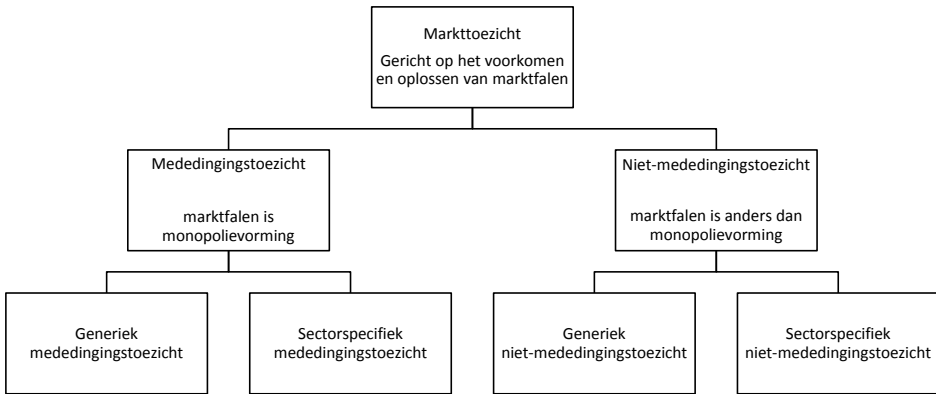 Markttoezicht
Gericht op het voorkomen
en oplossen van marktfalen
Mededingingstoezicht
marktfalen is
monopolievorming
Niet-mededingingstoezicht
marktfalen is anders dan
monopolievorming
Generiek
mededingingstoezicht
Sectorspecifiek
mededingingstoezicht
Generiek
niet-mededingingstoezicht
Sectorspecifiek
niet-mededingingstoezicht